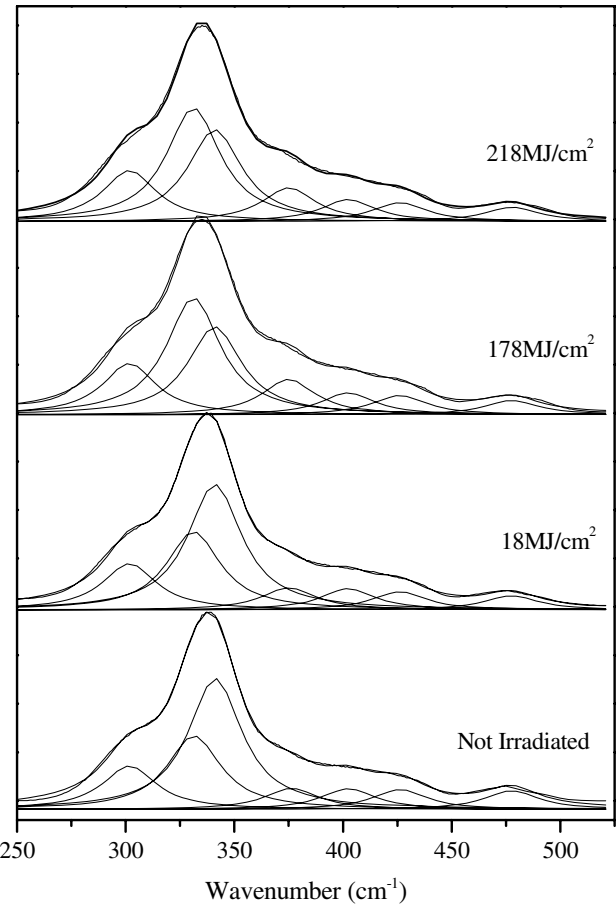 218MJ/cm²
178MJ/cm²
18MJ/cm²
Not Irradiated
250 300 350 400 450 500
Wavenumber (cm⁻¹)